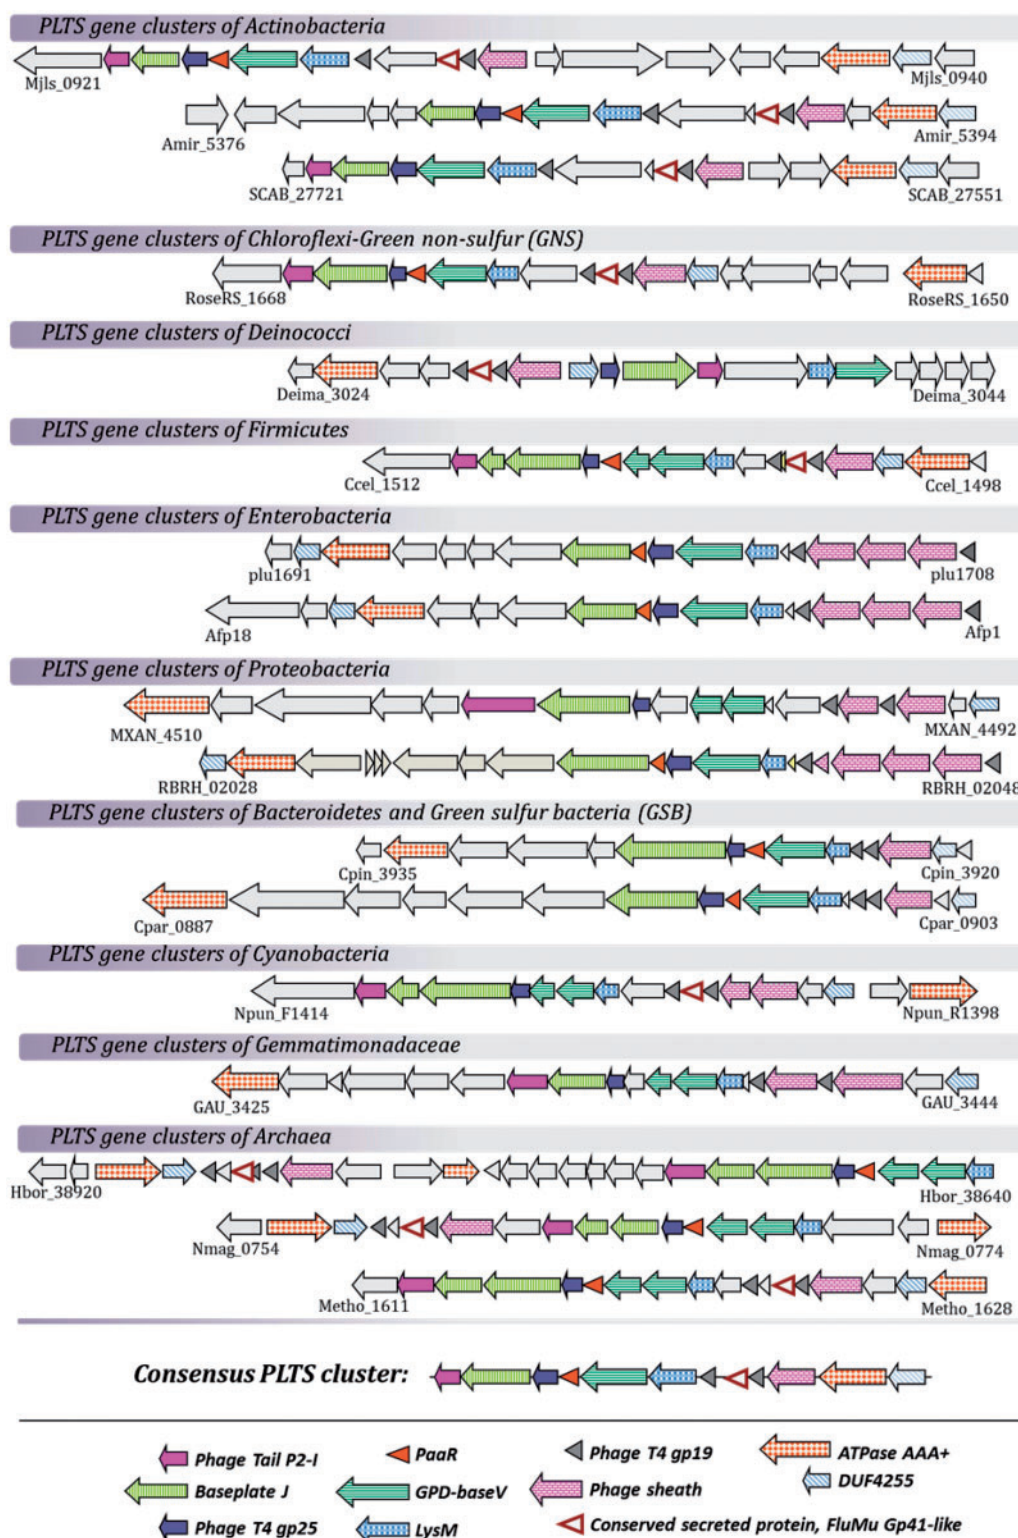 PLTS gene clusters of Actinobacteria
Mjls_0921 Mjls_0940
Amir_5376 Amir_5394
SCAB_27721 SCAB_27551
PLTS gene clusters of Chloroflexi-Green non-sulfur (GNS)
RoseRS_1668 RoseRS_1650
PLTS gene clusters of Deinococci
Deima_3024 Deima_3044
PLTS gene clusters of Firmicutes
Ccel_1512 Ccel_1498
PLTS gene clusters of Enterobacteria
plu1691 plu1708
Afp18 Afp1
PLTS gene clusters of Proteobacteria
MXAN_4510 MXAN_4492
RBRH_02028 RBRH_02048
PLTS gene clusters of Bacteroidetes and Green sulfur bacteria (GSB)
Cpin_3935 Cpin_3920
Cpar_0887 Cpar_0903
PLTS gene clusters of Cyanobacteria
Npun_F1414 Npun_R1398
PLTS gene clusters of Gemmatimonadaceae
GAU_3425 GAU_3444
PLTS gene clusters of Archaea
Hbor_38920 Hbor_38640
Nmag_0754 Nmag_0774
Metho_1611 Metho_1628
Consensus PLTS cluster:
Phage Tail P2-I PaaR Phage T4 gp19 ATPase AAA+
Baseplate J GPD-baseV Phage sheath DUF4255
Phage T4 gp25 LysM Conserved secreted protein, FluMu Gp41-like